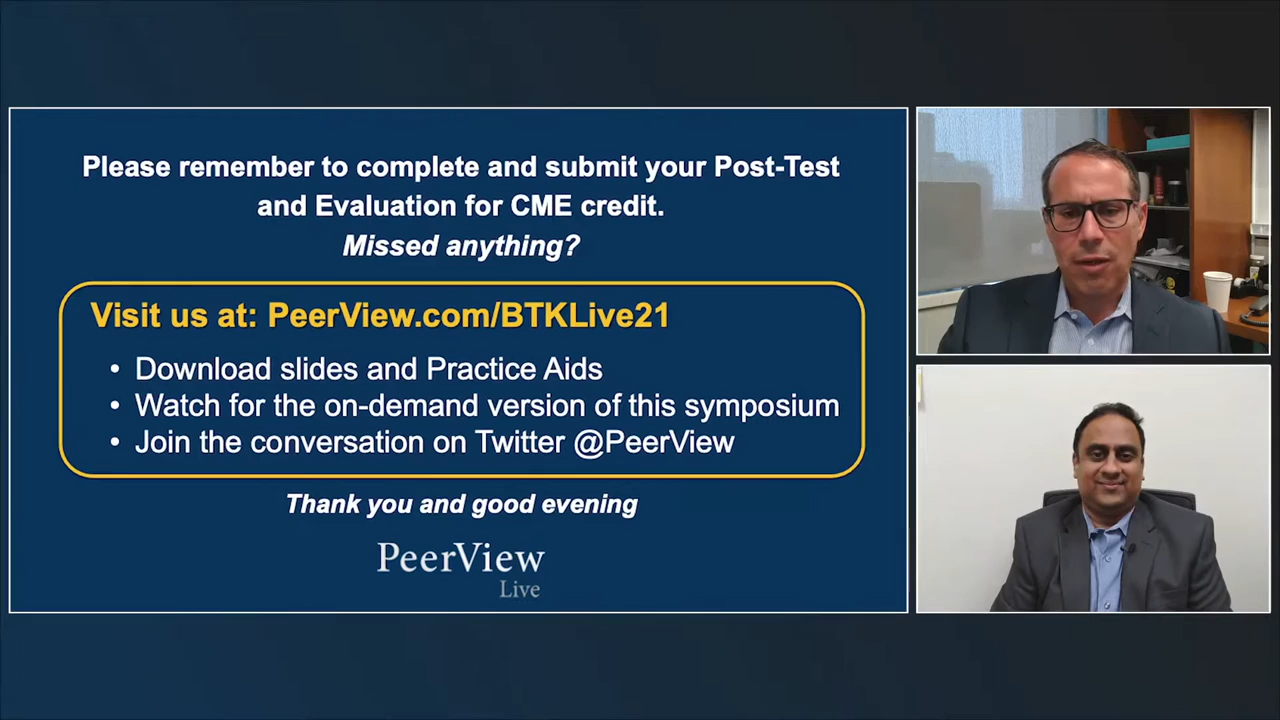 Please remember to complete and submit your Post-Test
and Evaluation for CME credit.
Missed anything?
Visit us at: PeerView.com/BTKLive21
• Download slides and Practice Aids
• Watch for the on-demand version of this symposium
• Join the conversation on Twitter @PeerView
Thank you and good evening
PeerView
Live